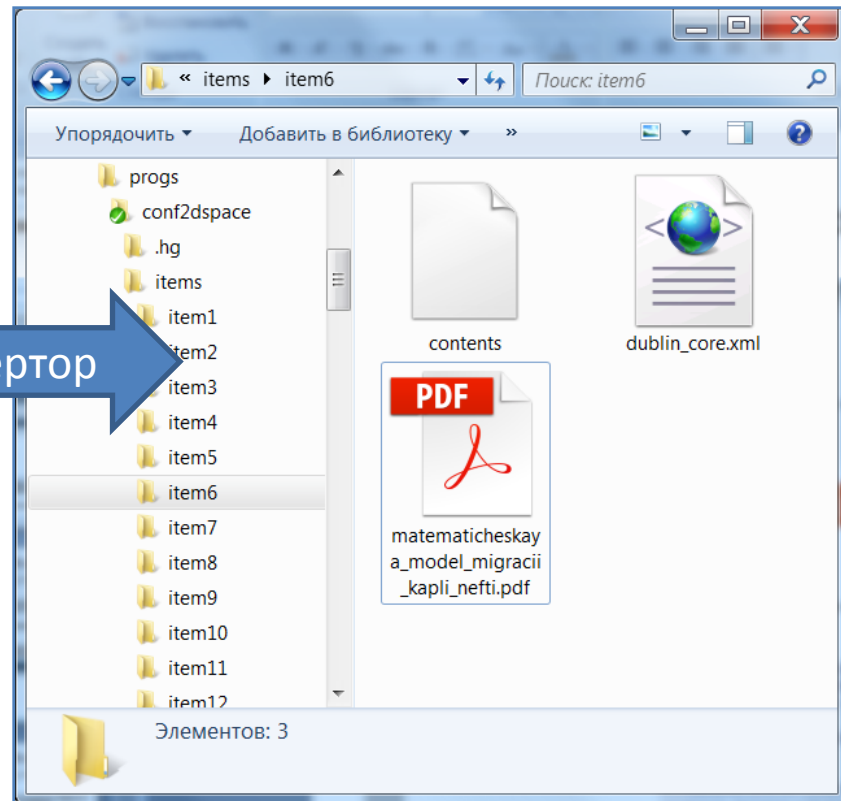 « items ▸ item6
Поиск: item6
Упорядочить
Добавить в библиотеку
»
progs
conf2dspace
.hg
items
item1
item2
item3
item4
item5
item6
item7
item8
item9
item10
item11
item12
ертор
contents
dublin_core.xml
PDF
matematicheskay
a_model_migracii
_kapli_nefti.pdf
Элементов: 3